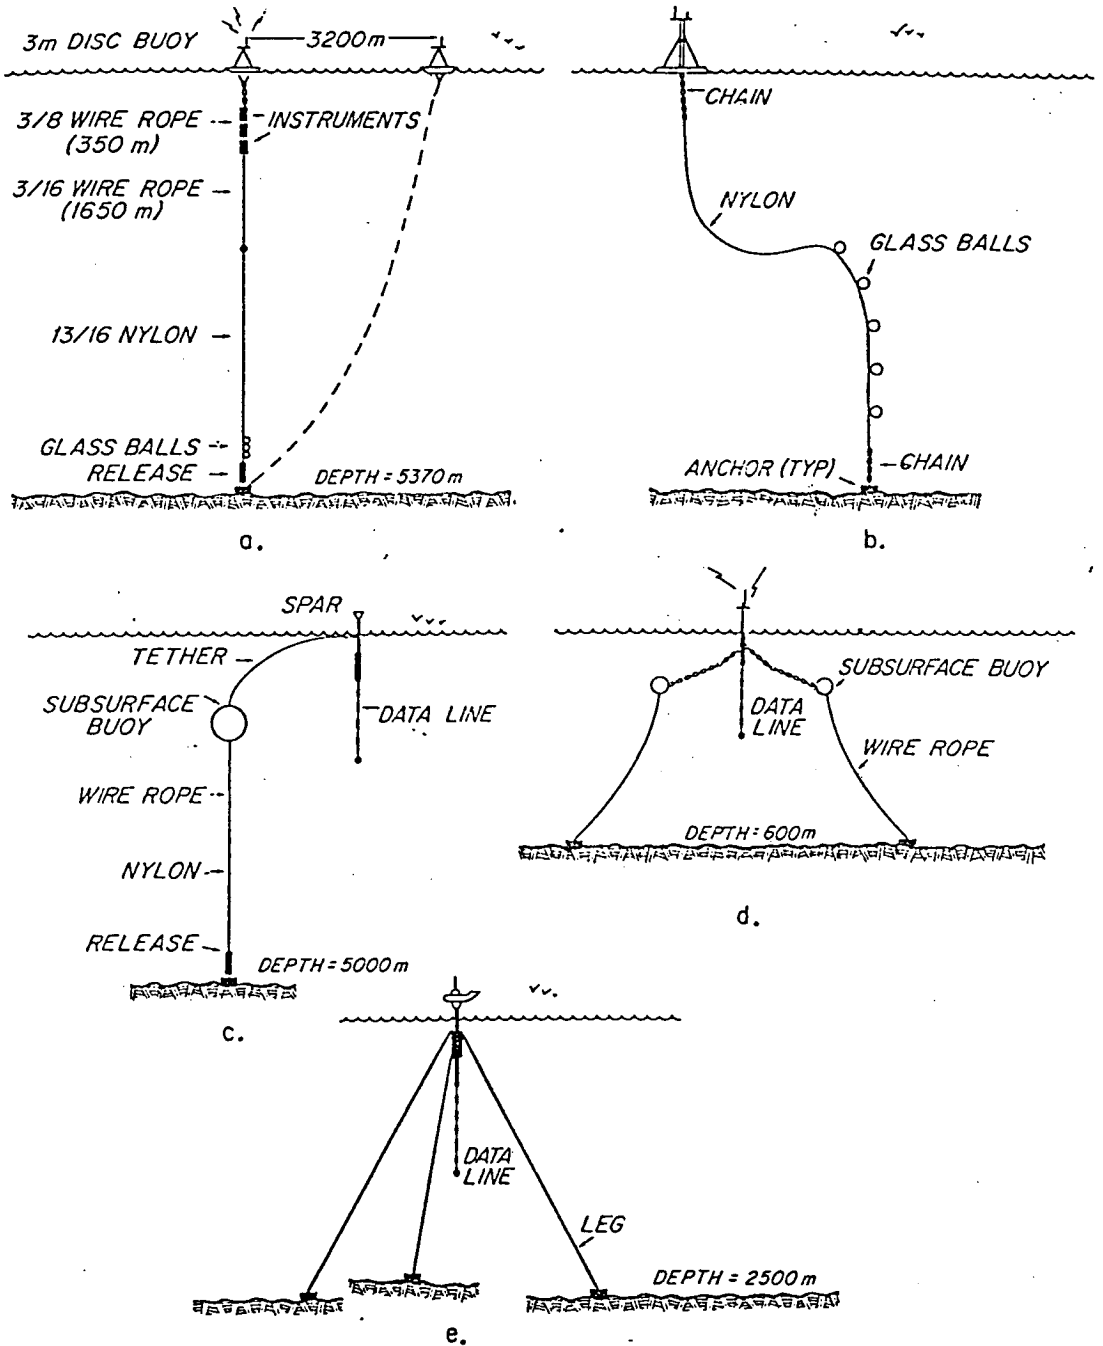 3m DISC BUOY
3200m
3/8 WIRE ROPE
(350 m)
INSTRUMENTS
3/16 WIRE ROPE
(1650 m)
13/16 NYLON
GLASS BALLS
RELEASE
DEPTH = 5370 m
a.
CHAIN
NYLON
GLASS BALLS
ANCHOR (TYP)
CHAIN
b.
SPAR
TETHER
SUBSURFACE
BUOY
DATA LINE
WIRE ROPE
NYLON
RELEASE
DEPTH = 5000m
c.
SUBSURFACE BUOY
DATA
LINE
WIRE ROPE
DEPTH = 600m
d.
DATA
LINE
LEG
DEPTH = 2500m
e.